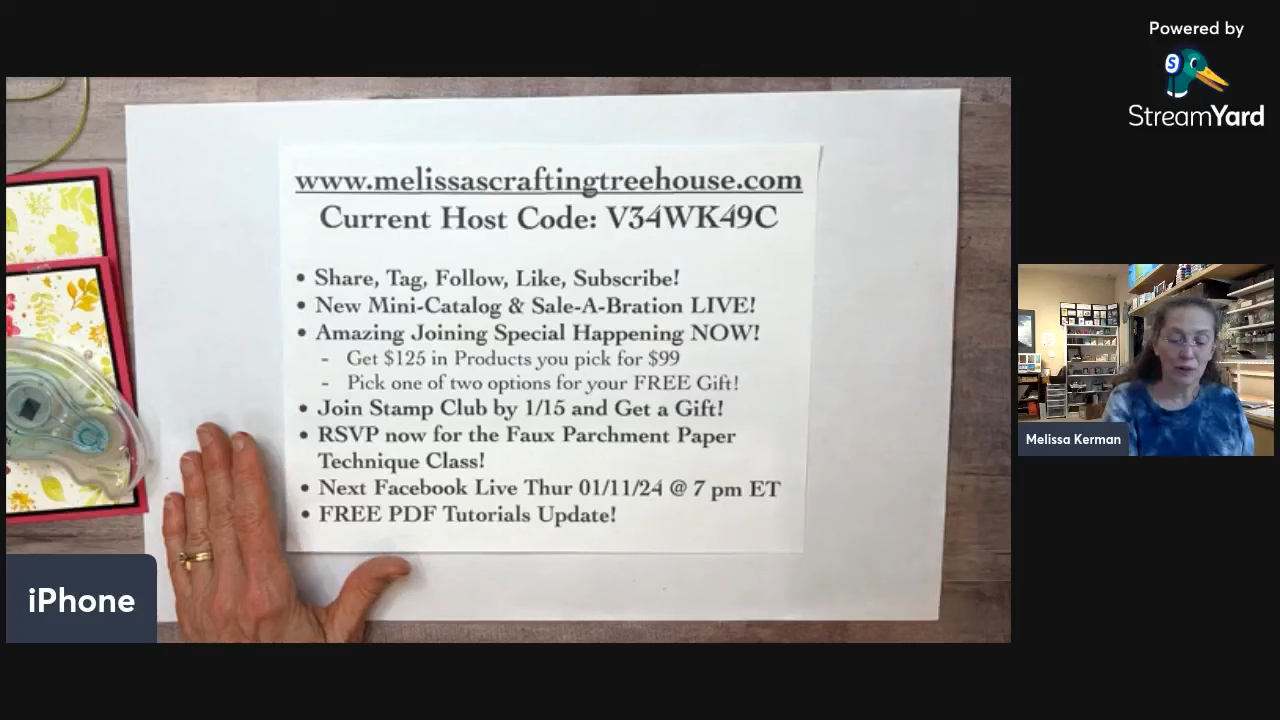 Powered by
StreamYard
www.melissascraftingtreehouse.com
Current Host Code: V34WK49C
• Share, Tag, Follow, Like, Subscribe!
• New Mini-Catalog & Sale-A-Bration LIVE!
• Amazing Joining Special Happening NOW!
- Get $125 in Products you pick for $99
- Pick one of two options for your FREE Gift!
• Join Stamp Club by 1/15 and Get a Gift!
• RSVP now for the Faux Parchment Paper
Technique Class!
• Next Facebook Live Thur 01/11/24 @ 7 pm ET
• FREE PDF Tutorials Update!
iPhone
Melissa Kerman